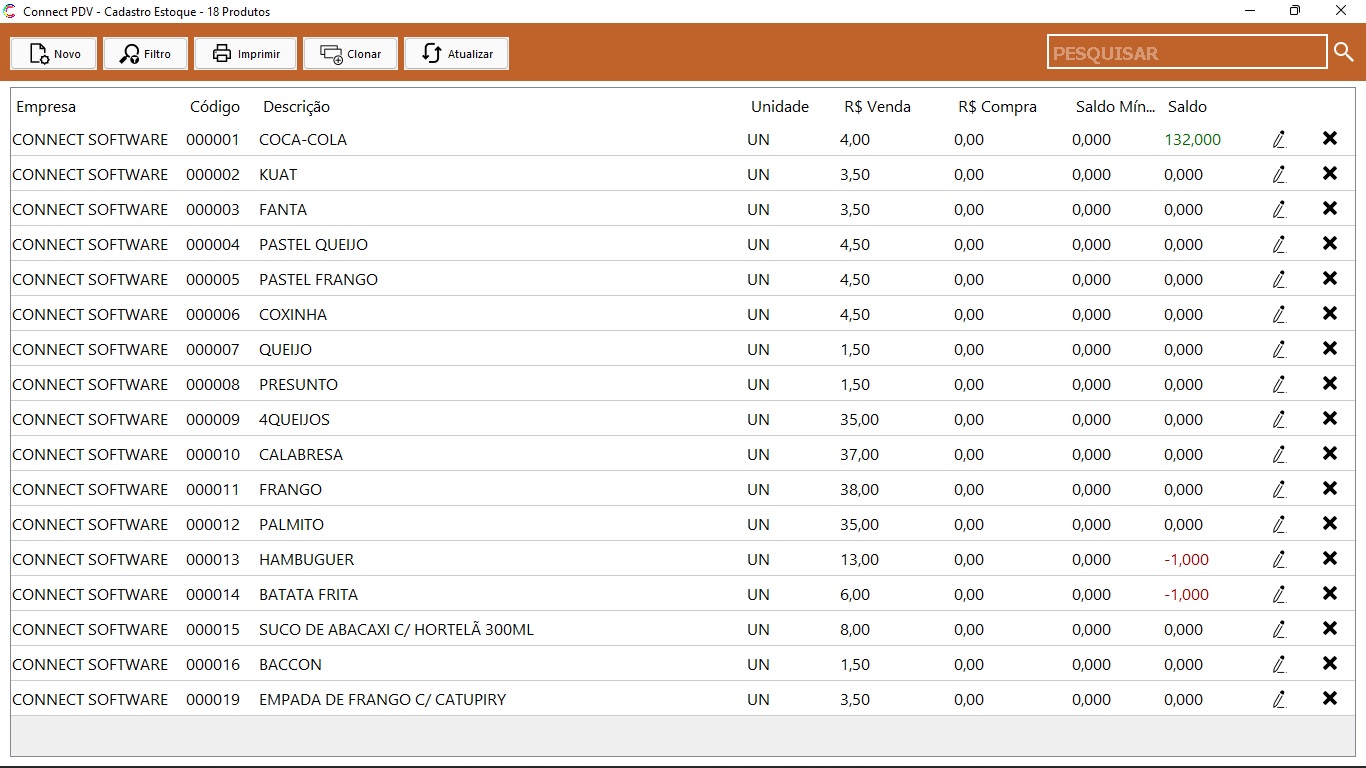 Connect PDV - Cadastro Estoque - 18 Produtos
Novo Filtro Imprimir Clonar Atualizar PESQUISAR
Empresa Código Descrição Unidade R$ Venda R$ Compra Saldo Mín... Saldo
CONNECT SOFTWARE 000001 COCA-COLA UN 4,00 0,00 0,000 132,000
CONNECT SOFTWARE 000002 KUAT UN 3,50 0,00 0,000 0,000
CONNECT SOFTWARE 000003 FANTA UN 3,50 0,00 0,000 0,000
CONNECT SOFTWARE 000004 PASTEL QUEIJO UN 4,50 0,00 0,000 0,000
CONNECT SOFTWARE 000005 PASTEL FRANGO UN 4,50 0,00 0,000 0,000
CONNECT SOFTWARE 000006 COXINHA UN 4,50 0,00 0,000 0,000
CONNECT SOFTWARE 000007 QUEIJO UN 1,50 0,00 0,000 0,000
CONNECT SOFTWARE 000008 PRESUNTO UN 1,50 0,00 0,000 0,000
CONNECT SOFTWARE 000009 4QUEIJOS UN 35,00 0,00 0,000 0,000
CONNECT SOFTWARE 000010 CALABRESA UN 37,00 0,00 0,000 0,000
CONNECT SOFTWARE 000011 FRANGO UN 38,00 0,00 0,000 0,000
CONNECT SOFTWARE 000012 PALMITO UN 35,00 0,00 0,000 0,000
CONNECT SOFTWARE 000013 HAMBUGUER UN 13,00 0,00 0,000 -1,000
CONNECT SOFTWARE 000014 BATATA FRITA UN 6,00 0,00 0,000 -1,000
CONNECT SOFTWARE 000015 SUCO DE ABACAXI C/ HORTELÃ 300ML UN 8,00 0,00 0,000 0,000
CONNECT SOFTWARE 000016 BACCON UN 1,50 0,00 0,000 0,000
CONNECT SOFTWARE 000019 EMPADA DE FRANGO C/ CATUPIRY UN 3,50 0,00 0,000 0,000